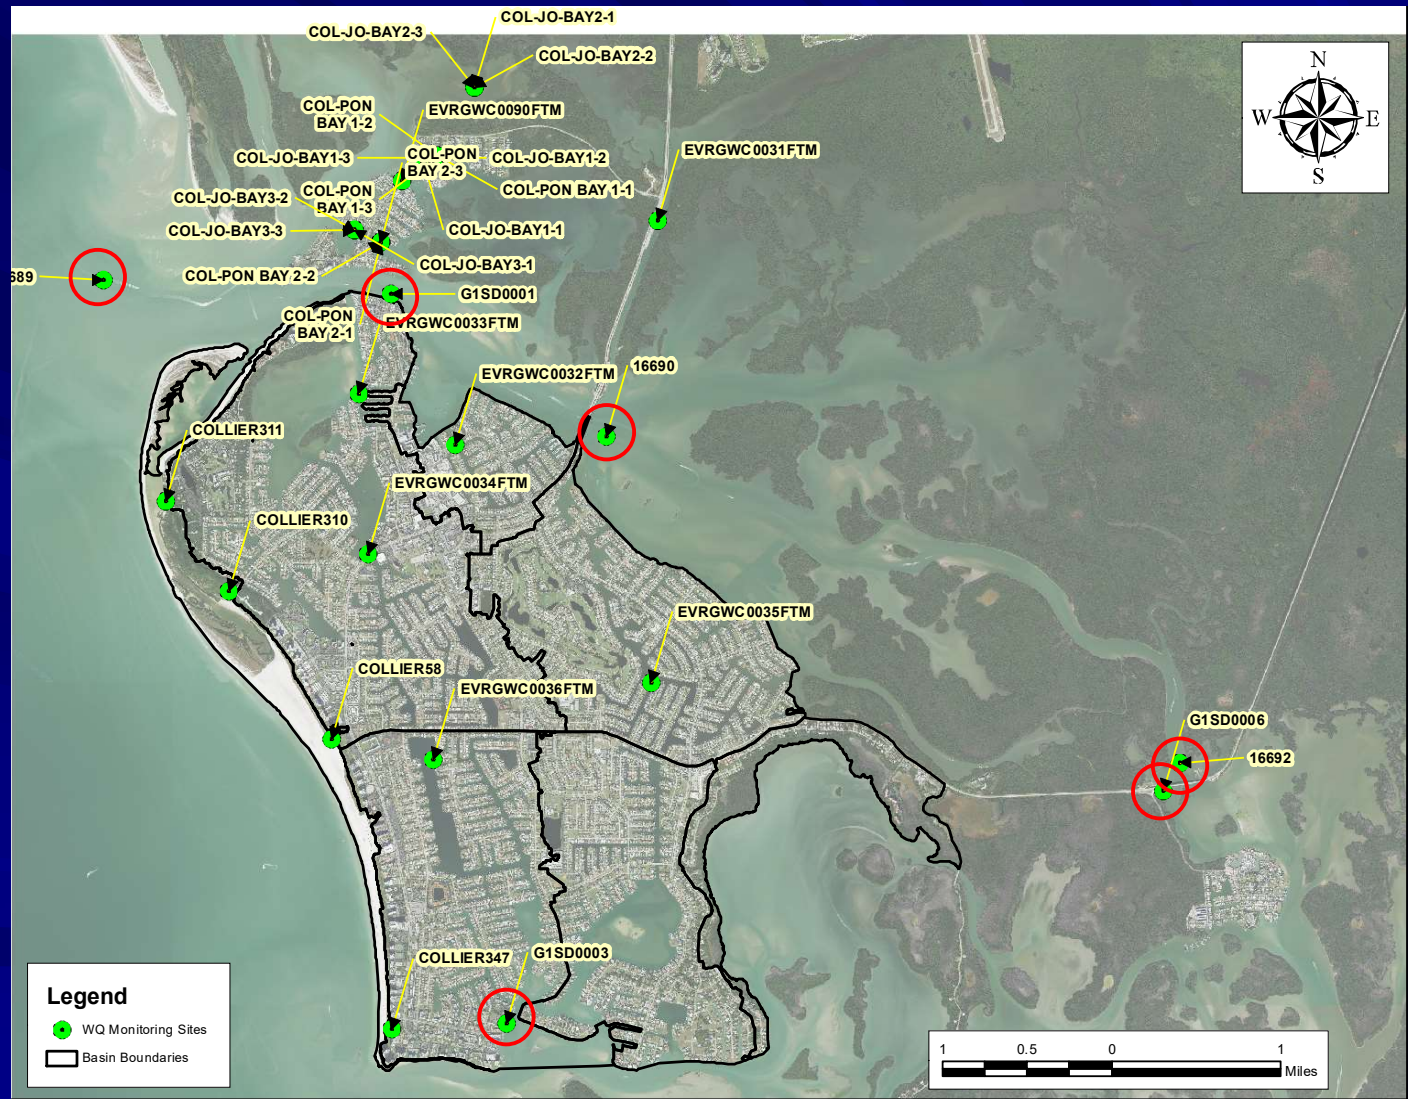 COL-JO-BAY2-1
COL-JO-BAY2-3
COL-JO-BAY2-2
COL-PON
BAY 1-2
EVRGWC0090FTM
COL-JO-BAY1-3
COL-PON
BAY 2-3
COL-JO-BAY1-2
EVRGWC0031FTM
COL-PON BAY 1-1
COL-JO-BAY3-2
COL-PON
BAY 1-3
COL-JO-BAY3-3
COL-JO-BAY1-1
COL-JO-BAY3-1
COL-PON BAY 2-2
689
G1SD0001
COL-PON
BAY 2-1
EVRGWC0033FTM
16690
EVRGWC0032FTM
COLLIER311
EVRGWC0034FTM
COLLIER310
EVRGWC0035FTM
COLLIER58
EVRGWC0036FTM
G1SD0006
16692
COLLIER347
G1SD0003
N
W E
S
Legend
WQ Monitoring Sites
Basin Boundaries
1 0.5 0 1
Miles